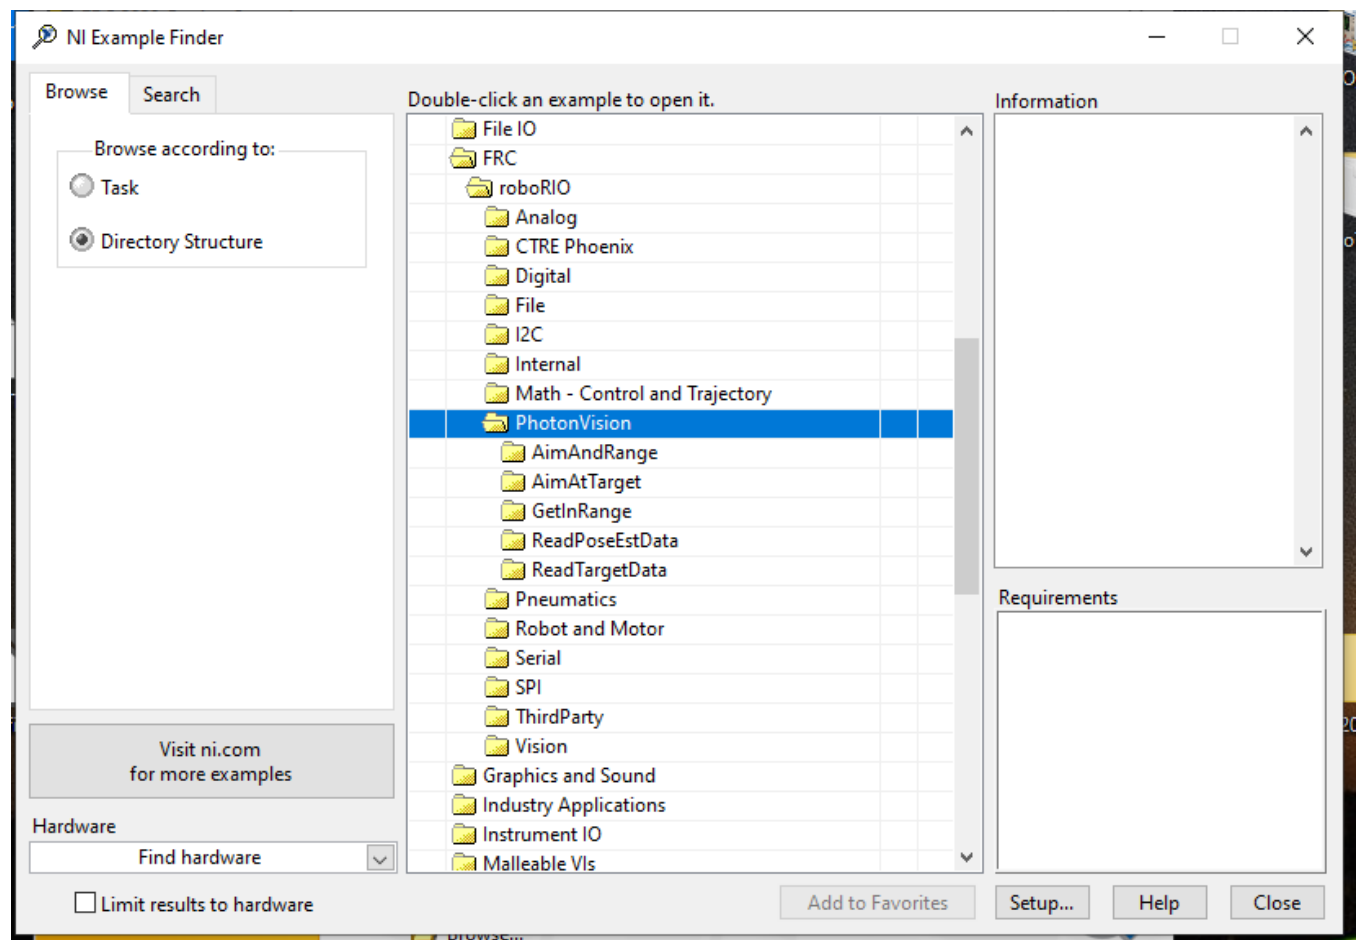 NI Example Finder
Browse
Search
Browse according to:
Task
Directory Structure
Visit ni.com
for more examples
Hardware
Find hardware
Limit results to hardware
Double-click an example to open it.
File IO
FRC
roboRIO
Analog
CTRE Phoenix
Digital
File
I2C
Internal
Math - Control and Trajectory
PhotonVision
AimAndRange
AimAtTarget
GetInRange
ReadPoseEstData
ReadTargetData
Pneumatics
Robot and Motor
Serial
SPI
ThirdParty
Vision
Graphics and Sound
Industry Applications
Instrument IO
Malleable VIs
Information
Requirements
Add to Favorites
Setup...
Help
Close
Browse...